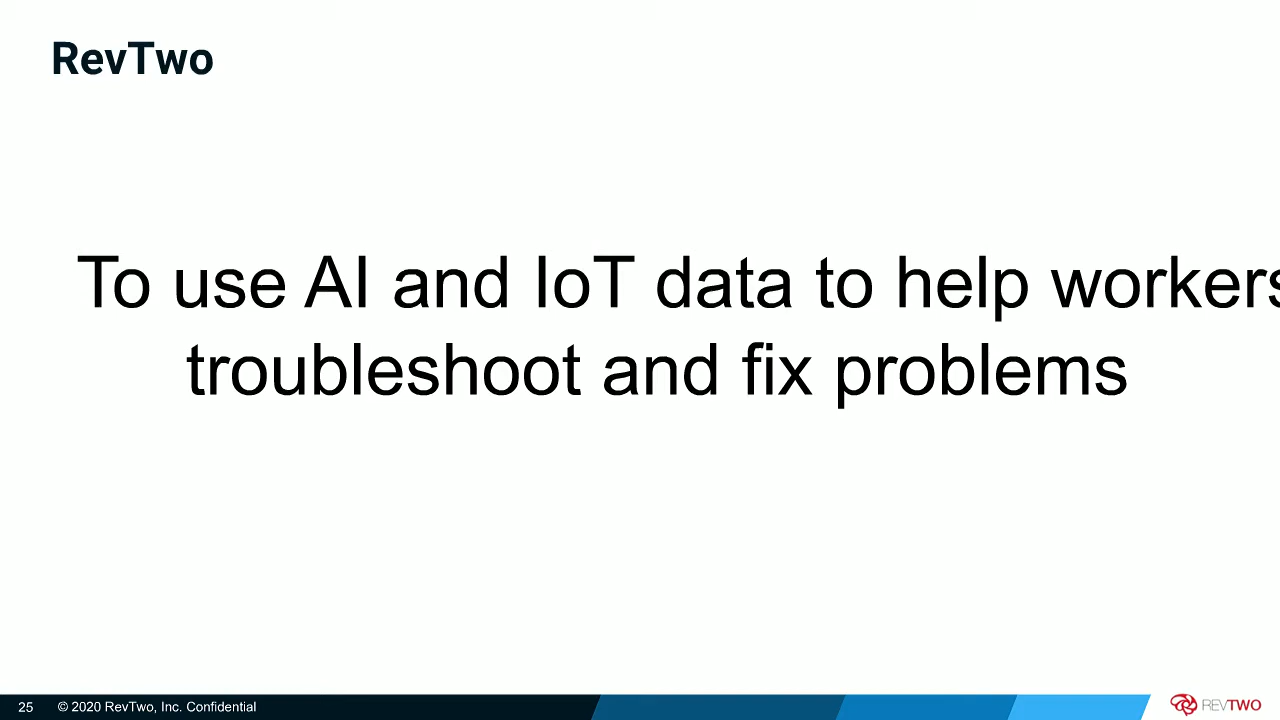 RevTwo
To use AI and IoT data to help workers
troubleshoot and fix problems
25 © 2020 RevTwo, Inc. Confidential
REVTWO